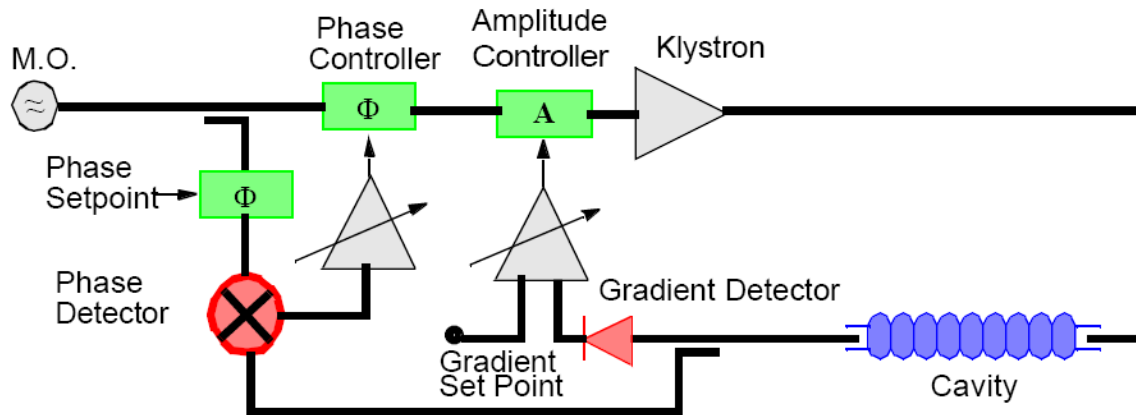 M.O.
Phase
Controller
Φ
Amplitude
Controller
A
Klystron
Phase
Setpoint
Φ
Phase
Detector
Gradient
Set Point
Gradient Detector
Cavity